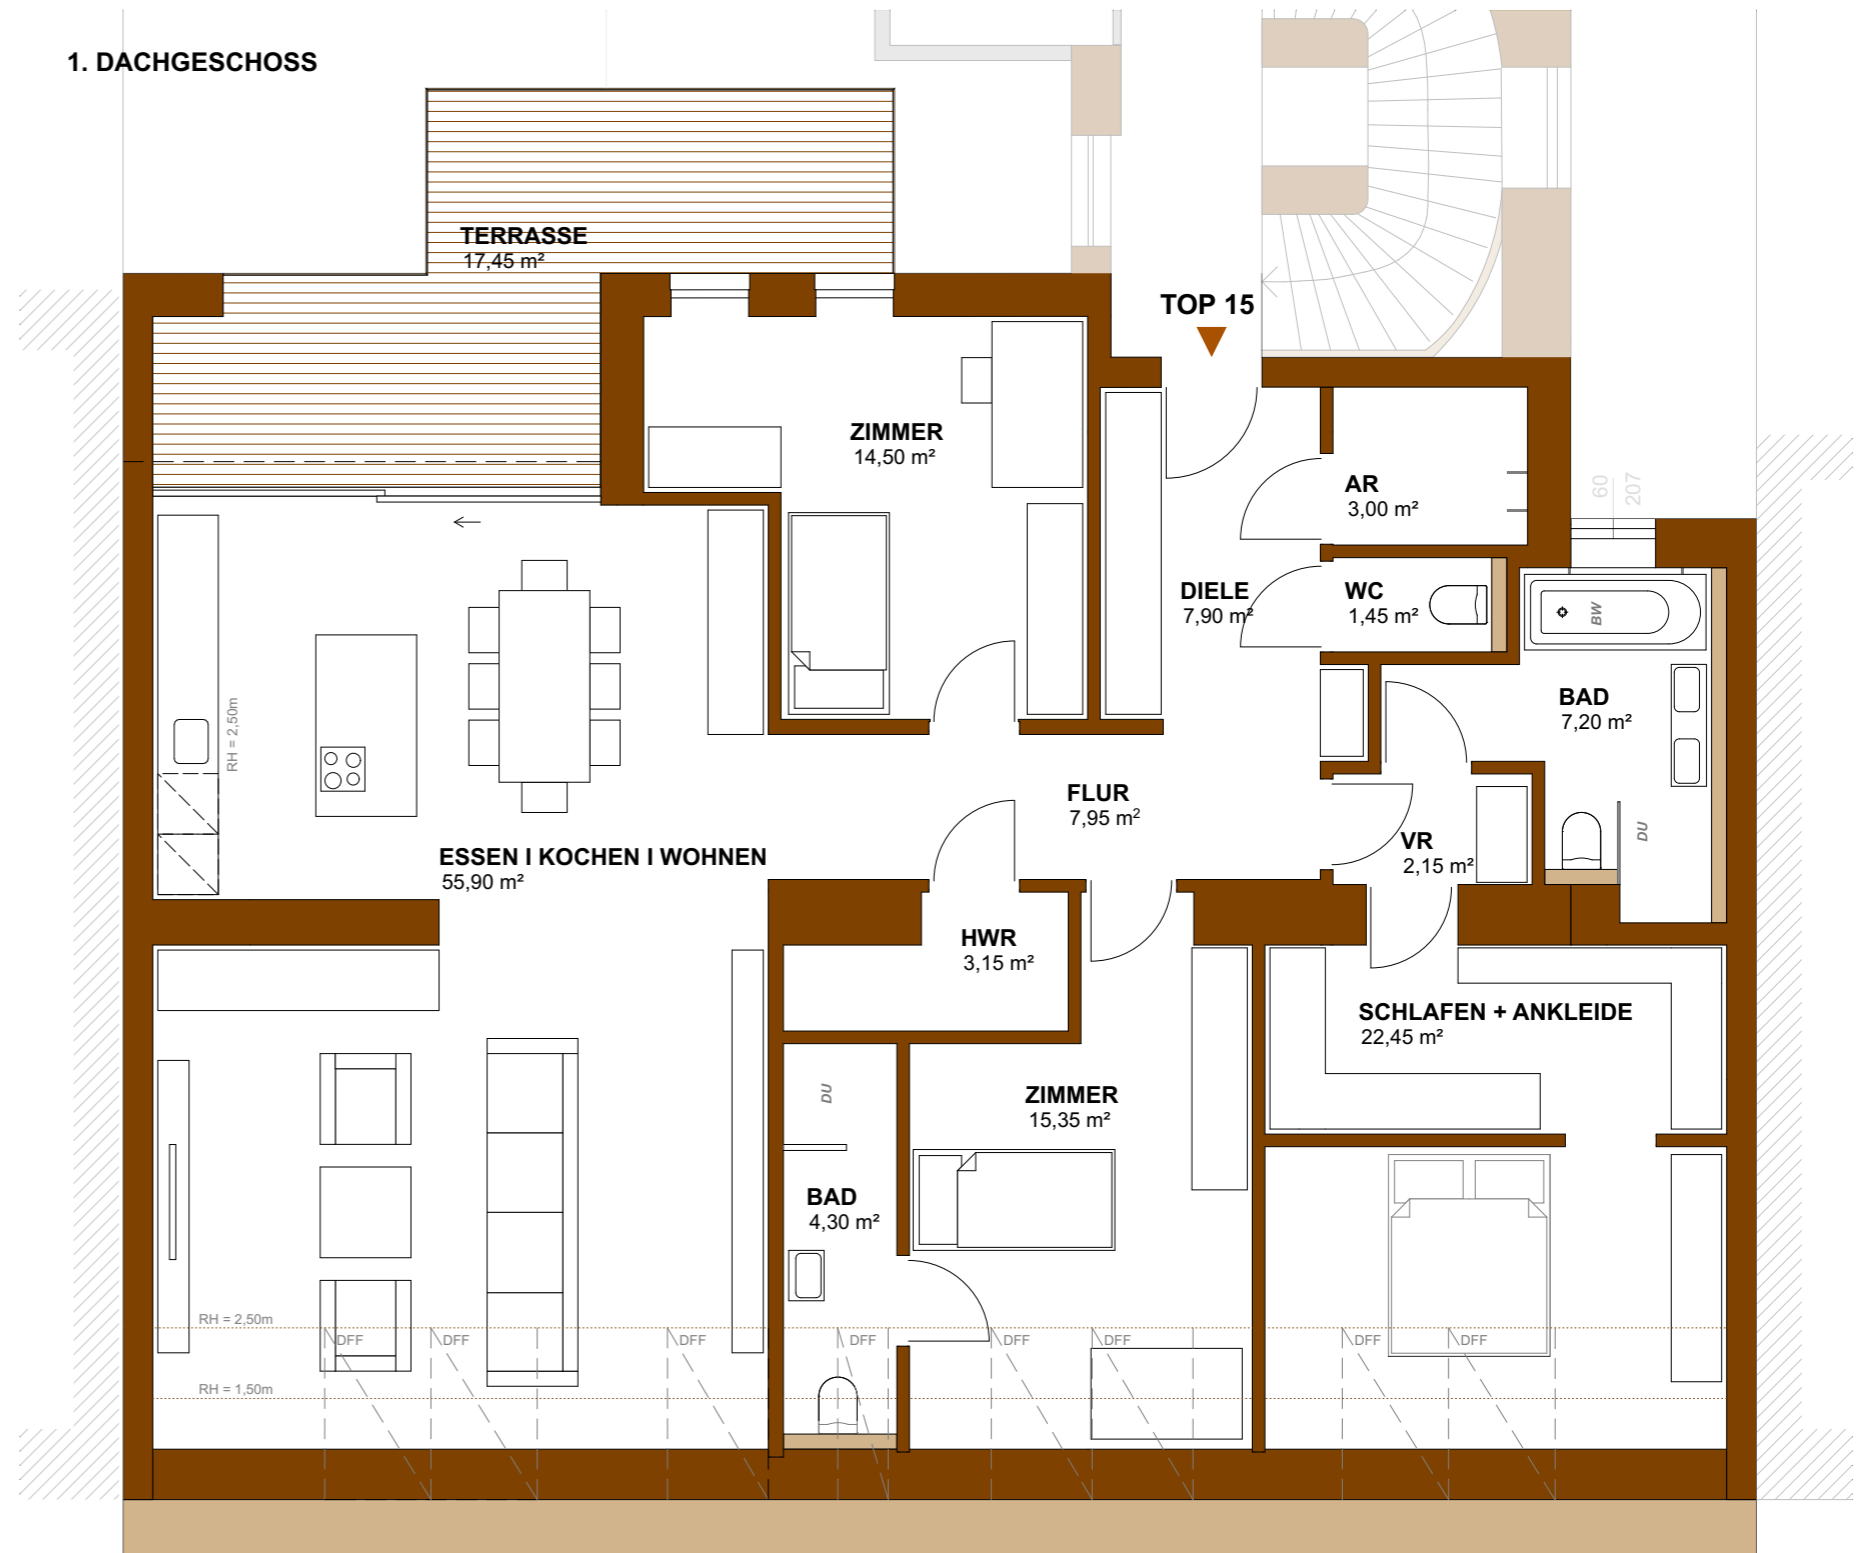 1. DACHGESCHOSS
TERRASSE
17,45 m²
TOP 15
ZIMMER
14,50 m²
AR
3,00 m²
60
207
DIELE
7,90 m²
WC
1,45 m²
BW
BAD
7,20 m²
RH = 2,50m
FLUR
7,95 m²
VR
2,15 m²
DU
ESSEN I KOCHEN I WOHNEN
55,90 m²
HWR
3,15 m²
SCHLAFEN + ANKLEIDE
22,45 m²
DU
ZIMMER
15,35 m²
BAD
4,30 m²
RH = 2,50m
DFF
DFF
DFF
DFF
DFF
DFF
DFF
DFF
RH = 1,50m